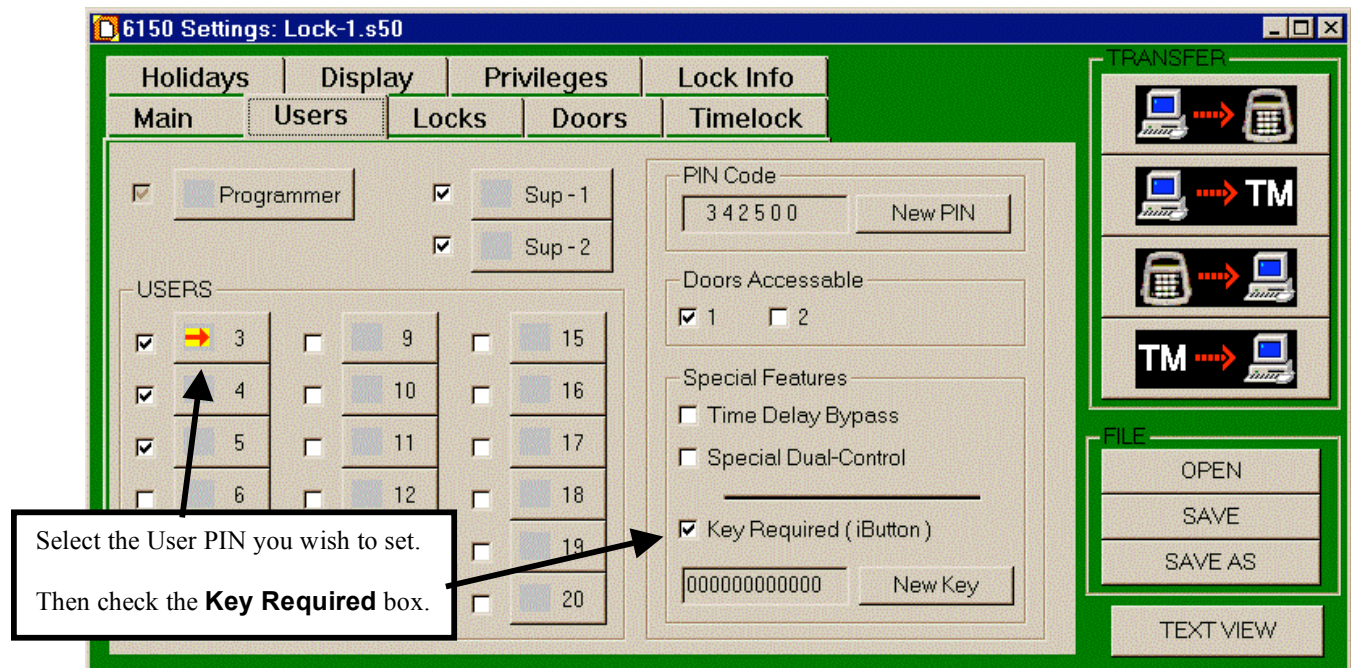 6150 Settings: Lock-1.s50
Holidays Display Privileges Lock Info
Main Users Locks Doors Timelock
Programmer
Sup - 1
Sup - 2
USERS
3 9 15
4 10 16
5 11 17
6 12 18
19
20
Select the User PIN you wish to set.
Then check the Key Required box.
PIN Code
342500 New PIN
Doors Accessable
1 2
Special Features
Time Delay Bypass
Special Dual-Control
Key Required ( iButton )
000000000000 New Key
TRANSFER
TM
TM
FILE
OPEN
SAVE
SAVE AS
TEXT VIEW